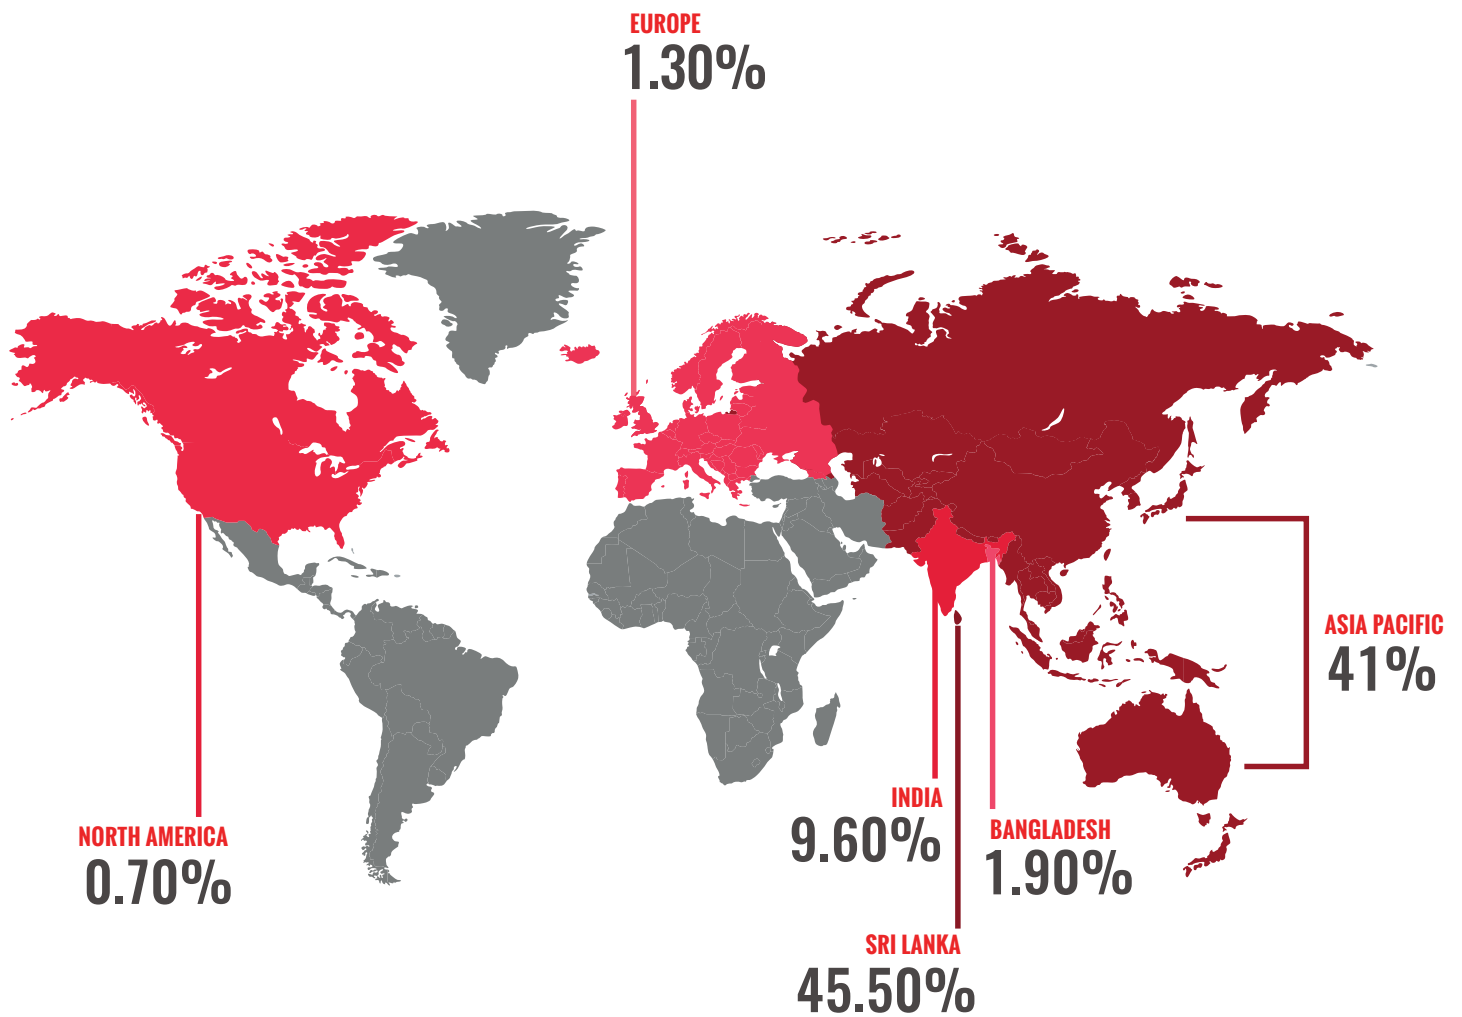 EUROPE
1.30%
ASIA PACIFIC
41%
INDIA
9.60%
NORTH AMERICA
0.70%
BANGLADESH
1.90%
SRI LANKA
45.50%